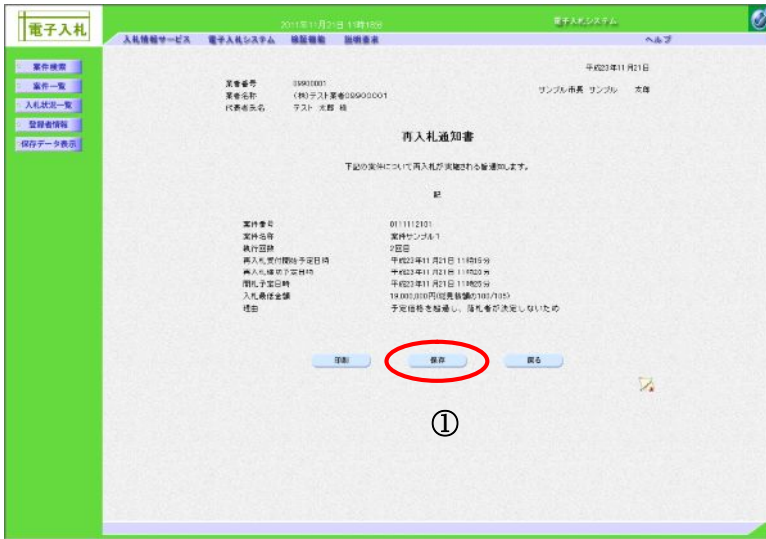 電子入札
2011年11月21日 11時18分
電子入札システム
入札情報サービス 電子入札システム 検証機能 説明要求 ヘルプ
案件検索
案件一覧
入札状況一覧
登録者情報
保存データ表示
平成23年11月21日
業者番号 09900001
業者名称 (株)テスト業者09900001
代表者氏名 テスト 太郎 様
サンプル市長 サンプル 太郎
再入札通知書
下記の案件について再入札が実施される旨通知します。
記
案件番号 0111112101
案件名称 案件サンプル1
執行回数 2回目
再入札受付開始予定日時 平成23年11月21日 11時15分
再入札締切予定日時 平成23年11月21日 11時20分
開札予定日時 平成23年11月21日 11時25分
入札最低金額 19,000,000円(総見積額の100/105)
理由 予定価格を超過し、落札者が決定しないため
印刷 保存 戻る
①